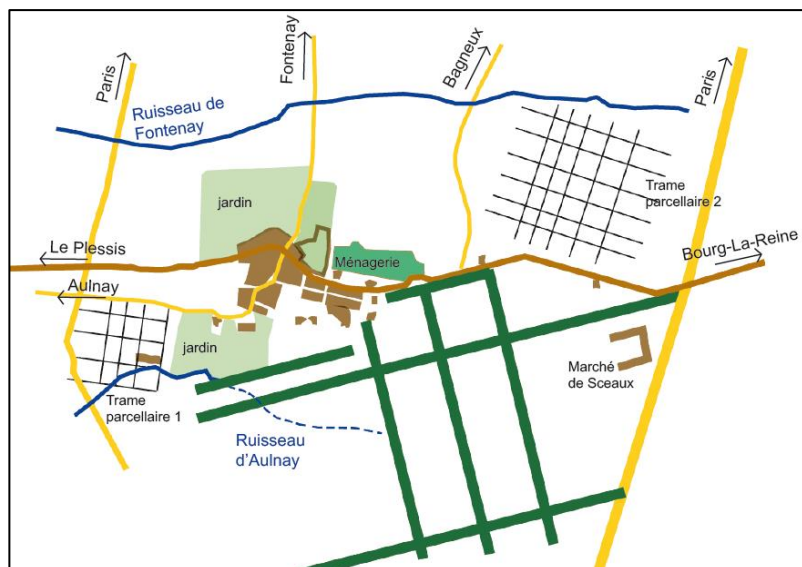 Paris
Fontenay
Bagneux
Paris
Ruisseau de
Fontenay
jardin
Trame
parcellaire 2
Le Plessis
Ménagerie
Bourg-La-Reine
Aulnay
jardin
Marché
de Sceaux
Trame
parcellaire 1
Ruisseau
d'Aulnay